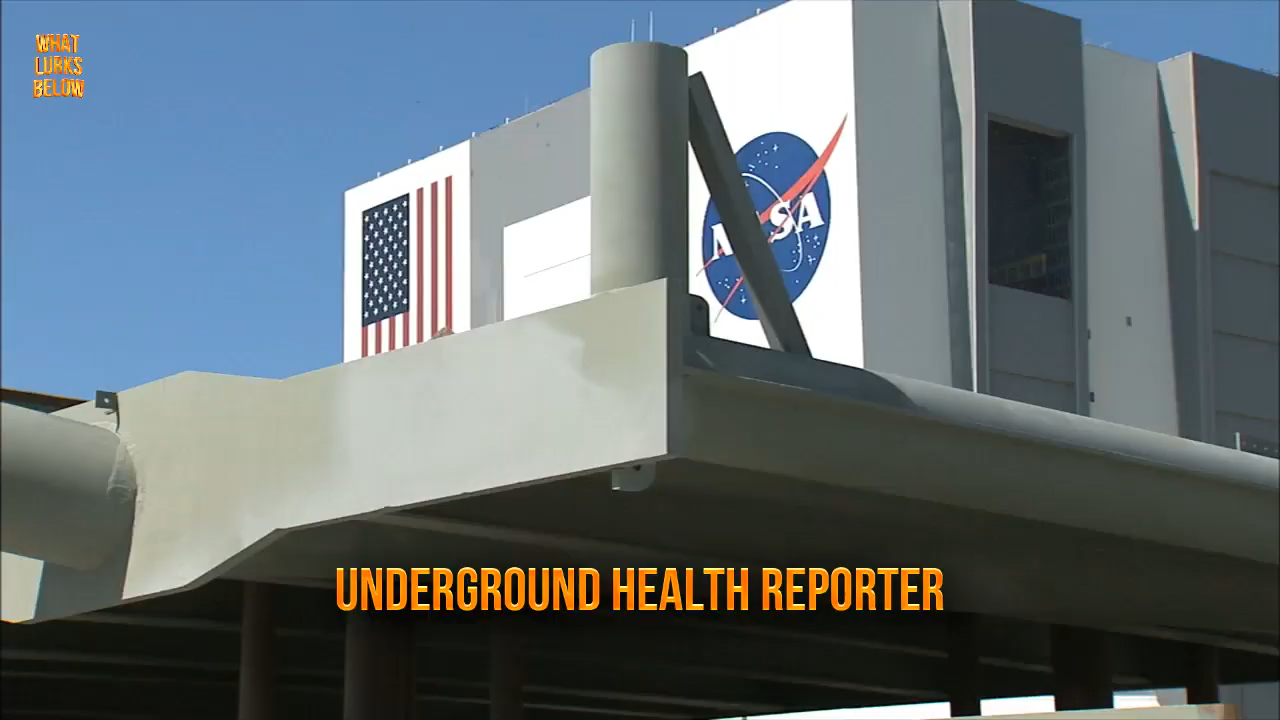 WHAT
LURKS
BELOW
NASA
UNDERGROUND HEALTH REPORTER